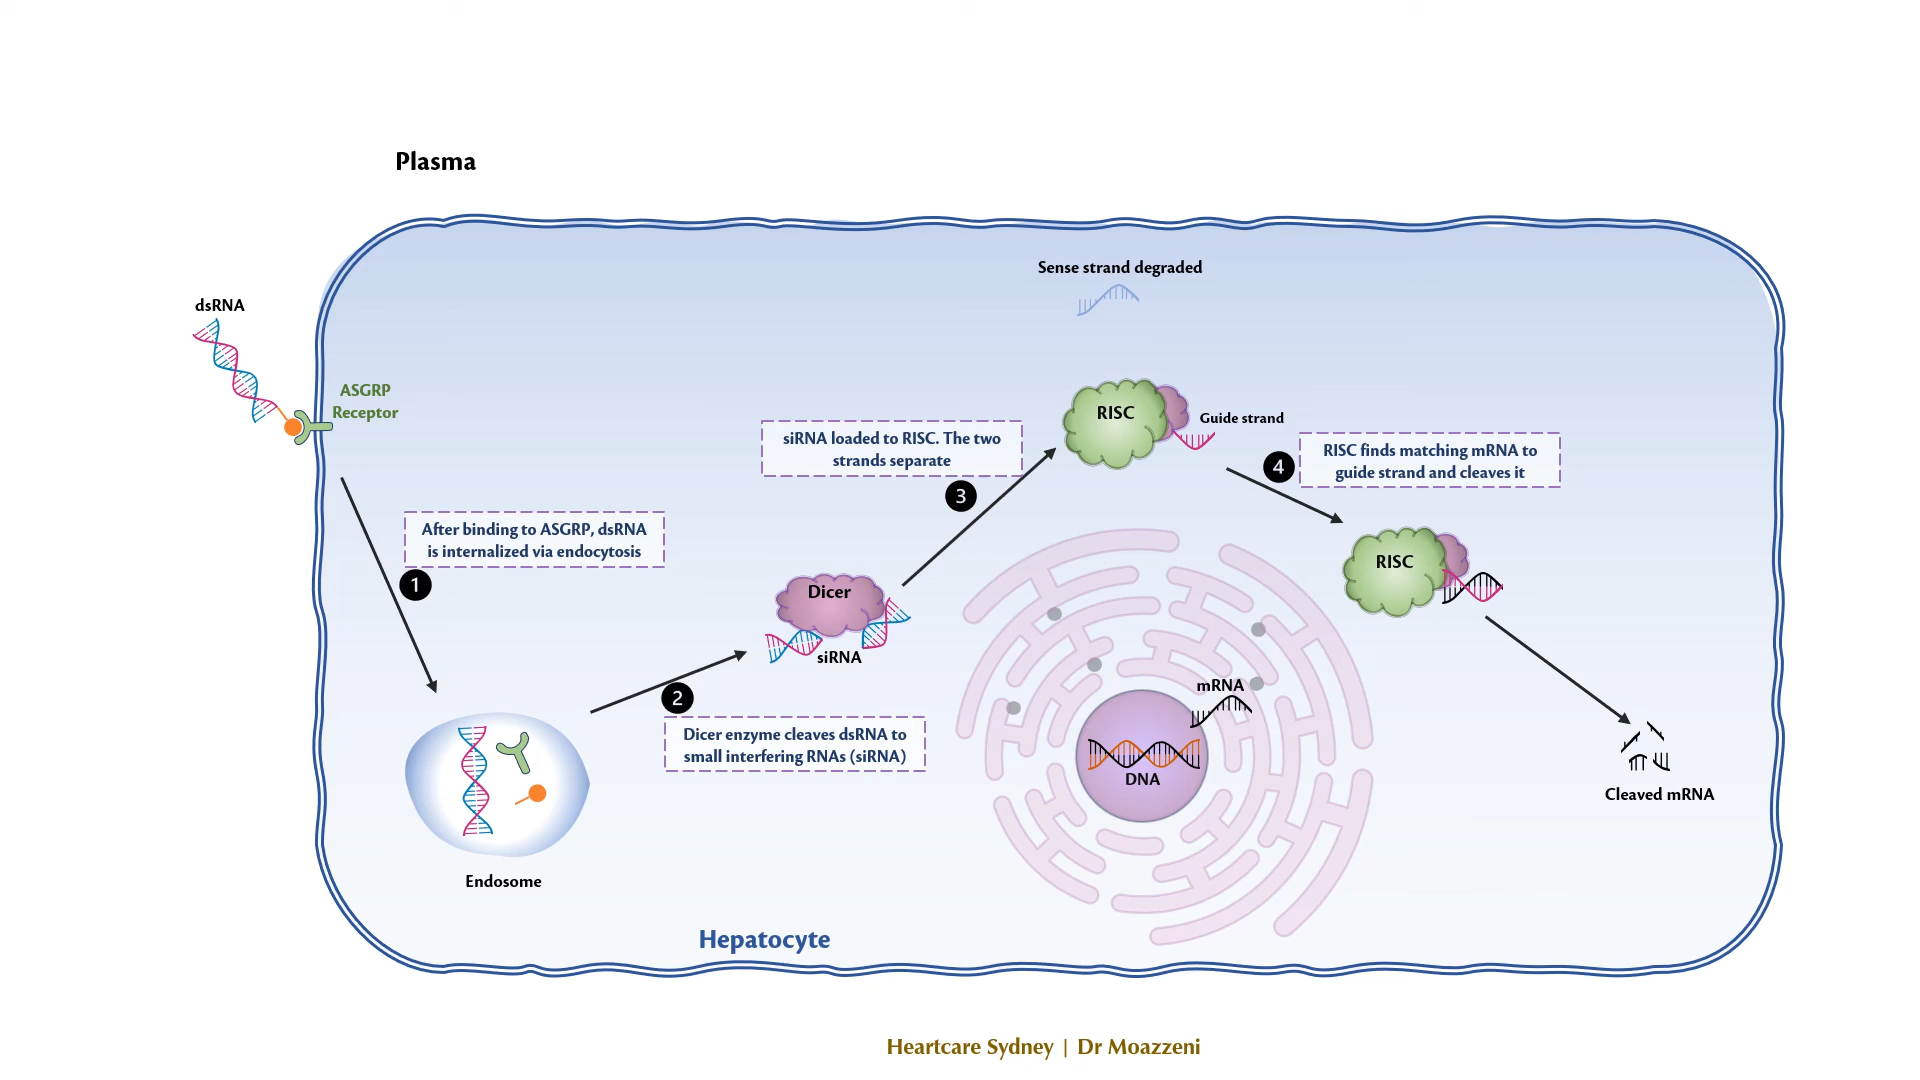 Plasma
dsRNA
ASGRP
Receptor
Sense strand degraded
RISC
Guide strand
siRNA loaded to RISC. The two
strands separate
3
4
RISC finds matching mRNA to
guide strand and cleaves it
After binding to ASGRP, dsRNA
is internalized via endocytosis
1
RISC
Dicer
siRNA
2
Dicer enzyme cleaves dsRNA to
small interfering RNAs (siRNA)
mRNA
DNA
Cleaved mRNA
Endosome
Hepatocyte
Heartcare Sydney | Dr Moazzeni